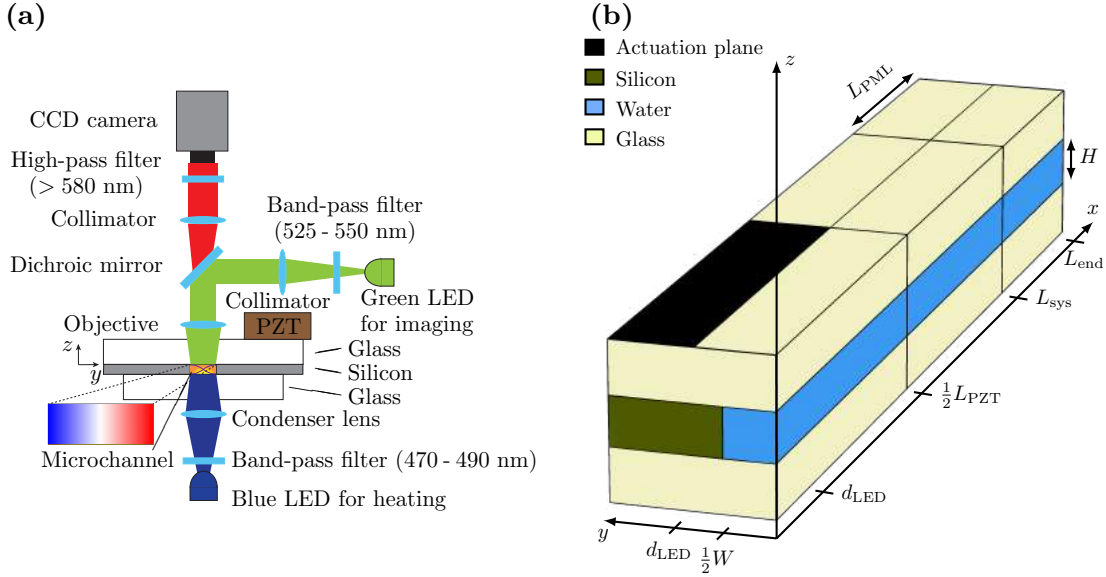 (a)
CCD camera
High-pass filter
(> 580 nm)
Collimator
Band-pass filter
(525 - 550 nm)
Dichroic mirror
Collimator
Green LED
for imaging
Objective
PZT
z
y
Glass
Silicon
Glass
Condenser lens
Microchannel
Band-pass filter (470 - 490 nm)
Blue LED for heating
(b)
Actuation plane
Silicon
Water
Glass
z
L_PML
H
x
L_end
L_sys
½L_PZT
d_LED
y
d_LED ½W